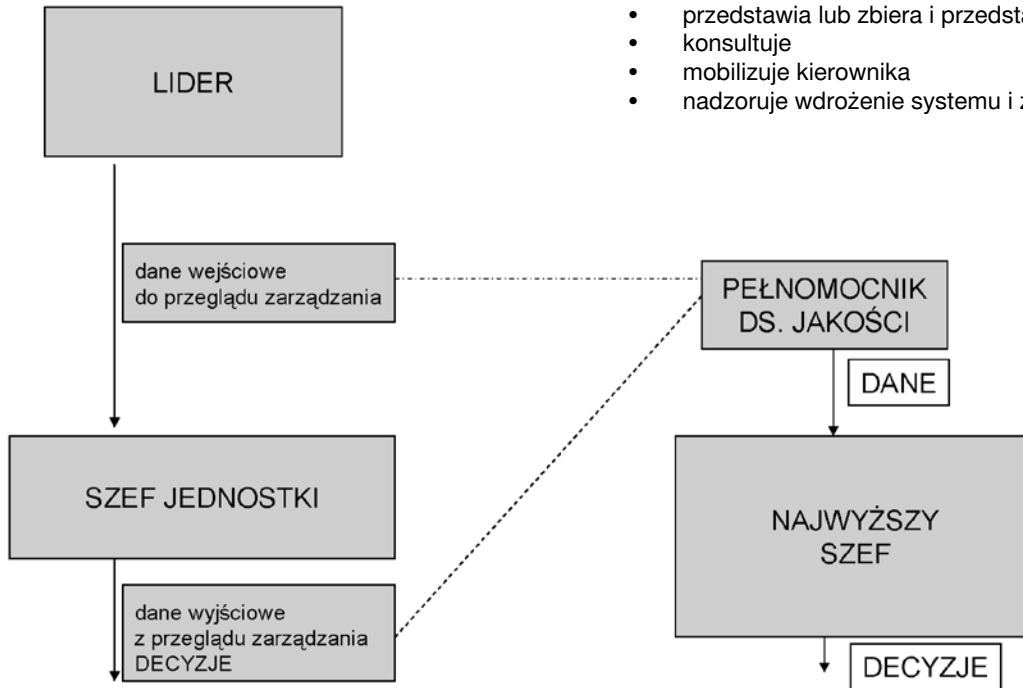 • przedstawia lub zbiera i
• konsultuje
• mobilizuje kierownika
• nadzoruje wdrożenie systemu i
LIDER
dane wejściowe
do przeglądu zarządzania
PEŁNOMOCNIK
DS. JAKOŚCI
DANE
SZEF JEDNOSTKI
NAJWYŻSZY
SZEF
dane wyjściowe
z przeglądu zarządzania
DECYZJE
DECYZJE